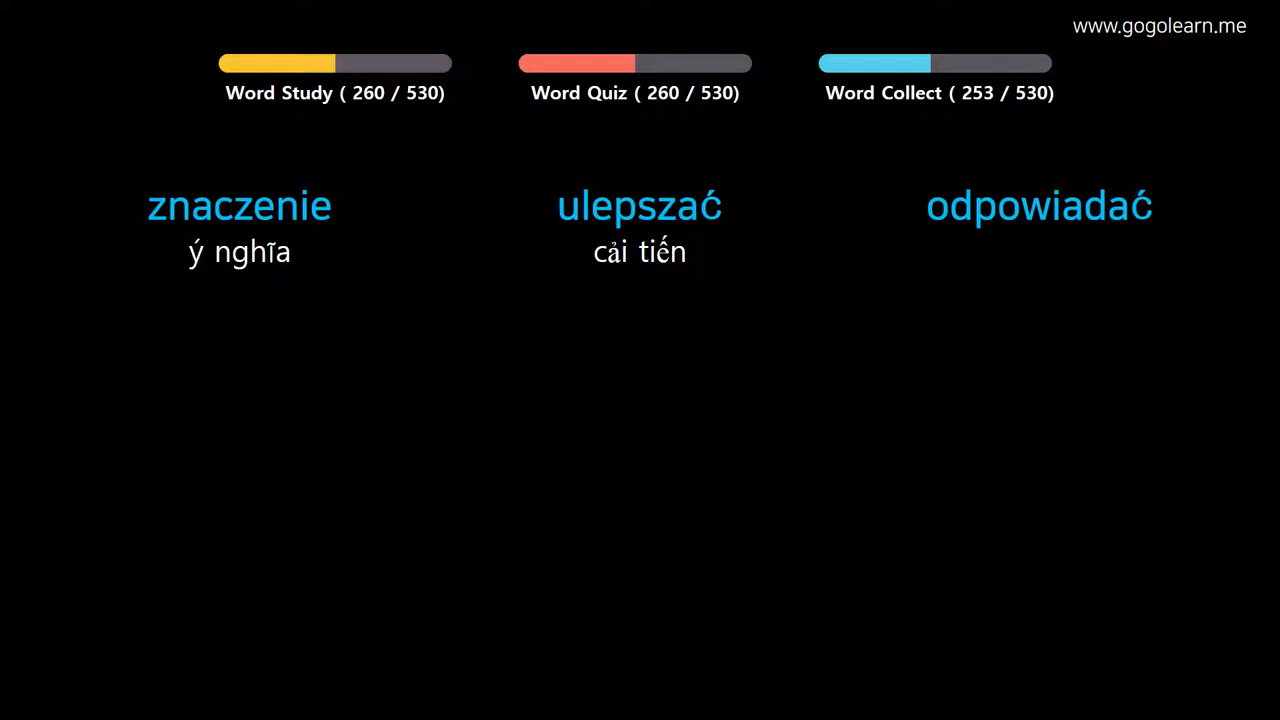 www.gogolearn.me
Word Study ( 260 / 530)
Word Quiz ( 260 / 530)
Word Collect ( 253 / 530)
znaczenie
ý nghĩa
ulepszać
cải tiến
odpowiadać